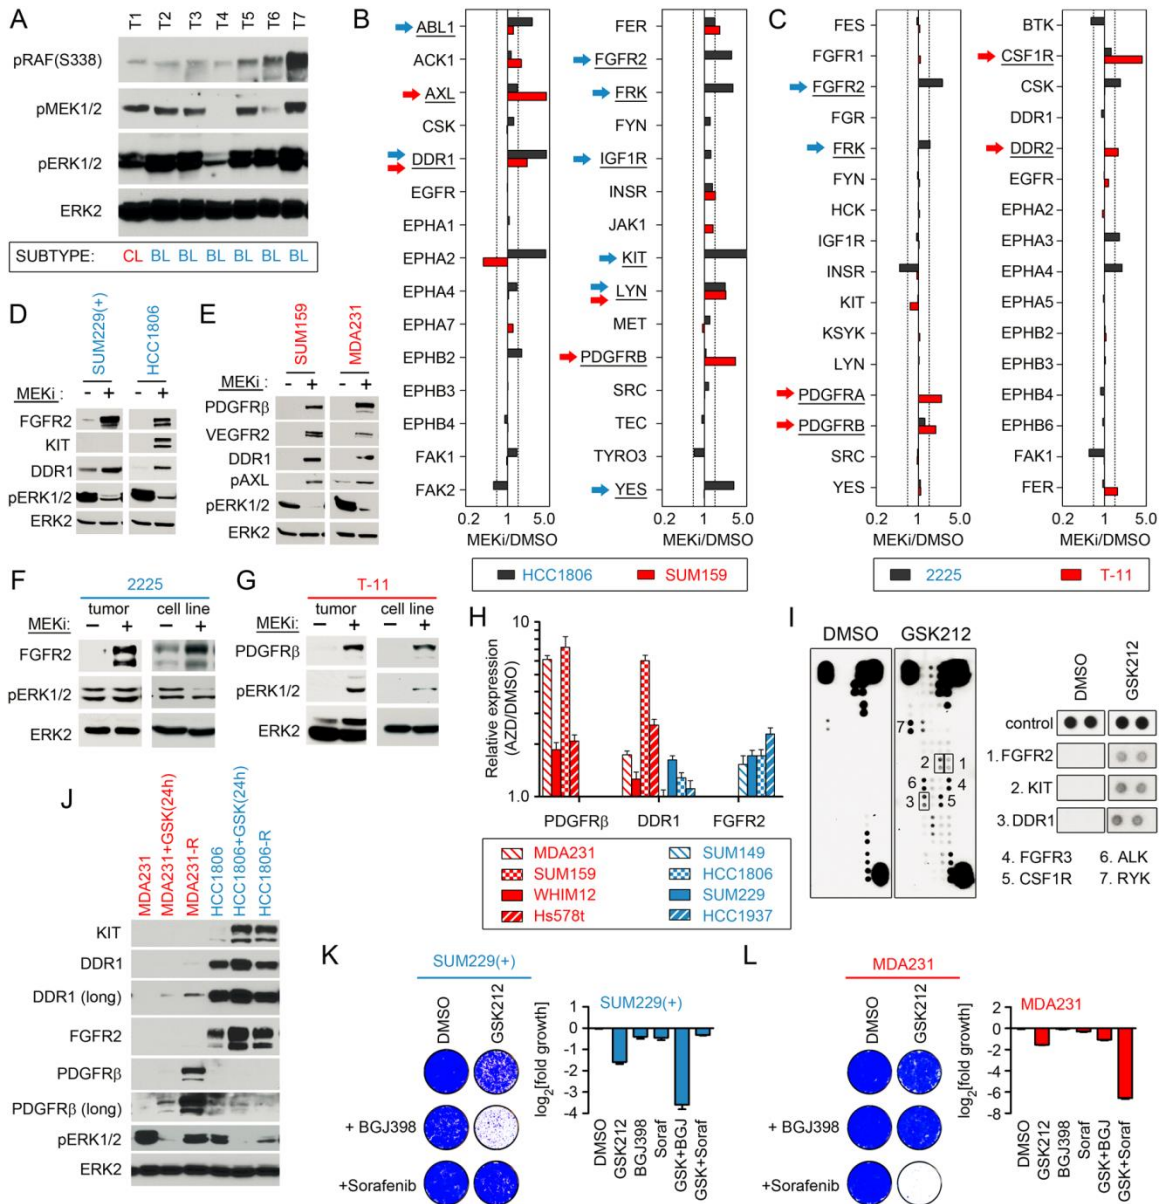 A
T1 T2 T3 T4 T5 T6 T7
pRAF(S338)
pMEK1/2
pERK1/2
ERK2
SUBTYPE: CL BL BL BL BL BL BL
B
ABL1
ACK1
AXL
CSK
DDR1
EGFR
EPHA1
EPHA2
EPHA4
EPHA7
EPHB2
EPHB3
EPHB4
FAK1
FAK2
0.2 1 5.0
MEKi/DMSO
FER
FGFR2
FRK
FYN
IGF1R
INSR
JAK1
KIT
LYN
MET
PDGFRB
SRC
TEC
TYRO3
YES
0.2 1 5.0
MEKi/DMSO
HCC1806 SUM159
C
FES
FGFR1
FGFR2
FGR
FRK
FYN
HCK
IGF1R
INSR
KIT
KSYK
LYN
PDGFRA
PDGFRB
SRC
YES
0.2 1 5.0
MEKi/DMSO
BTK
CSF1R
CSK
DDR1
DDR2
EGFR
EPHA2
EPHA3
EPHA4
EPHA5
EPHB2
EPHB3
EPHB4
EPHB6
FAK1
FER
0.2 1 5.0
MEKi/DMSO
2225 T-11
D
SUM229(+) HCC1806
MEKi : - + - +
FGFR2
KIT
DDR1
pERK1/2
ERK2
E
SUM159 MDA231
MEKi : - + - +
PDGFRβ
VEGFR2
DDR1
pAXL
pERK1/2
ERK2
F
2225
tumor cell line
MEKi: − + − +
FGFR2
pERK1/2
ERK2
G
T-11
tumor cell line
MEKi: − + − +
PDGFRβ
pERK1/2
ERK2
H
Relative expression
(AZD/DMSO)
10
1.0
PDGFRβ DDR1 FGFR2
MDA231 SUM149
SUM159 HCC1806
WHIM12 SUM229
Hs578t HCC1937
I
DMSO GSK212
7
2 1
6 4
3 5
DMSO GSK212
control
1. FGFR2
2. KIT
3. DDR1
4. FGFR3 6. ALK
5. CSF1R 7. RYK
J
MDA231
MDA231+GSK(24h)
MDA231-R
HCC1806
HCC1806+GSK(24h)
HCC1806-R
KIT
DDR1
DDR1 (long)
FGFR2
PDGFRβ
PDGFRβ (long)
pERK1/2
ERK2
K
SUM229(+)
DMSO GSK212
+ BGJ398
+Sorafenib
SUM229(+)
log2[fold growth]
2
0
-2
-4
-6
-8
DMSO
GSK212
BGJ398
Soraf
GSK+BGJ
GSK+Soraf
L
MDA231
DMSO GSK212
+ BGJ398
+Sorafenib
MDA231
log2[fold growth]
2
0
-2
-4
-6
-8
DMSO
GSK212
BGJ398
Soraf
GSK+BGJ
GSK+Soraf